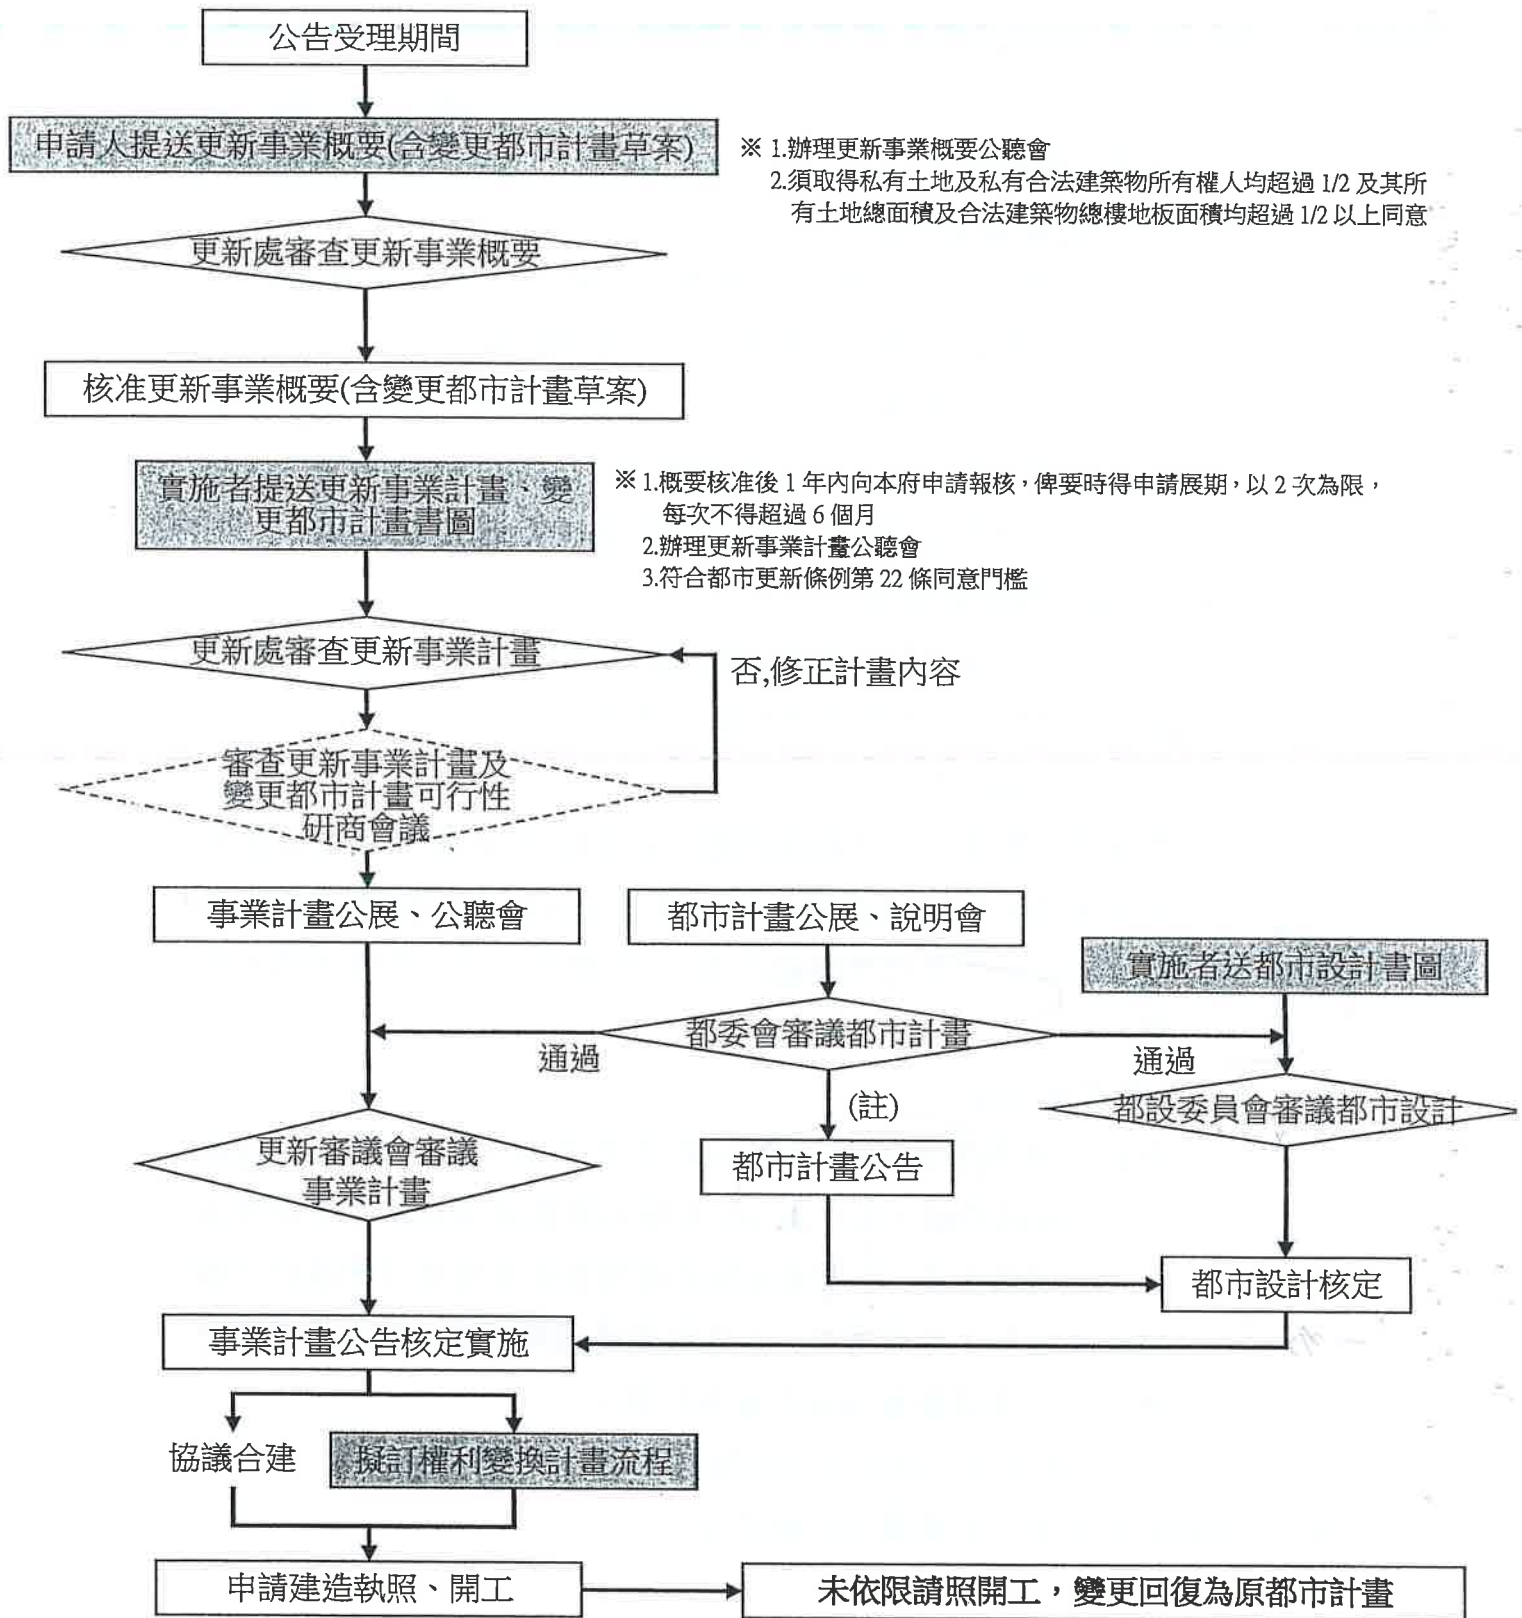 公告受理期間
申請人提送更新事業概要(含變更都市計畫草案)
※ 1.辦理更新事業概要公聽會
2.須取得私有土地及私有合法建築物所有權人均超過 1/2 及其所
有土地總面積及合法建築物總樓地板面積均超過 1/2 以上同意
更新處審查更新事業概要
核准更新事業概要(含變更都市計畫草案)
實施者提送更新事業計畫、變
更都市計畫書圖
※ 1.概要核准後 1 年內向本府申請報核，俾要時得申請展期，以 2 次為限，
每次不得超過 6 個月
2.辦理更新事業計畫公聽會
3.符合都市更新條例第 22 條同意門檻
更新處審查更新事業計畫
否,修正計畫內容
審查更新事業計畫及
變更都市計畫可行性
研商會議
事業計畫公展、公聽會
都市計畫公展、說明會
實施者送都市設計書圖
都委會審議都市計畫
通過
通過
(註)
都設委員會審議都市設計
更新審議會審議
事業計畫
都市計畫公告
都市設計核定
事業計畫公告核定實施
協議合建
擬訂權利變換計畫流程
申請建造執照、開工
未依限請照開工，變更回復為原都市計畫